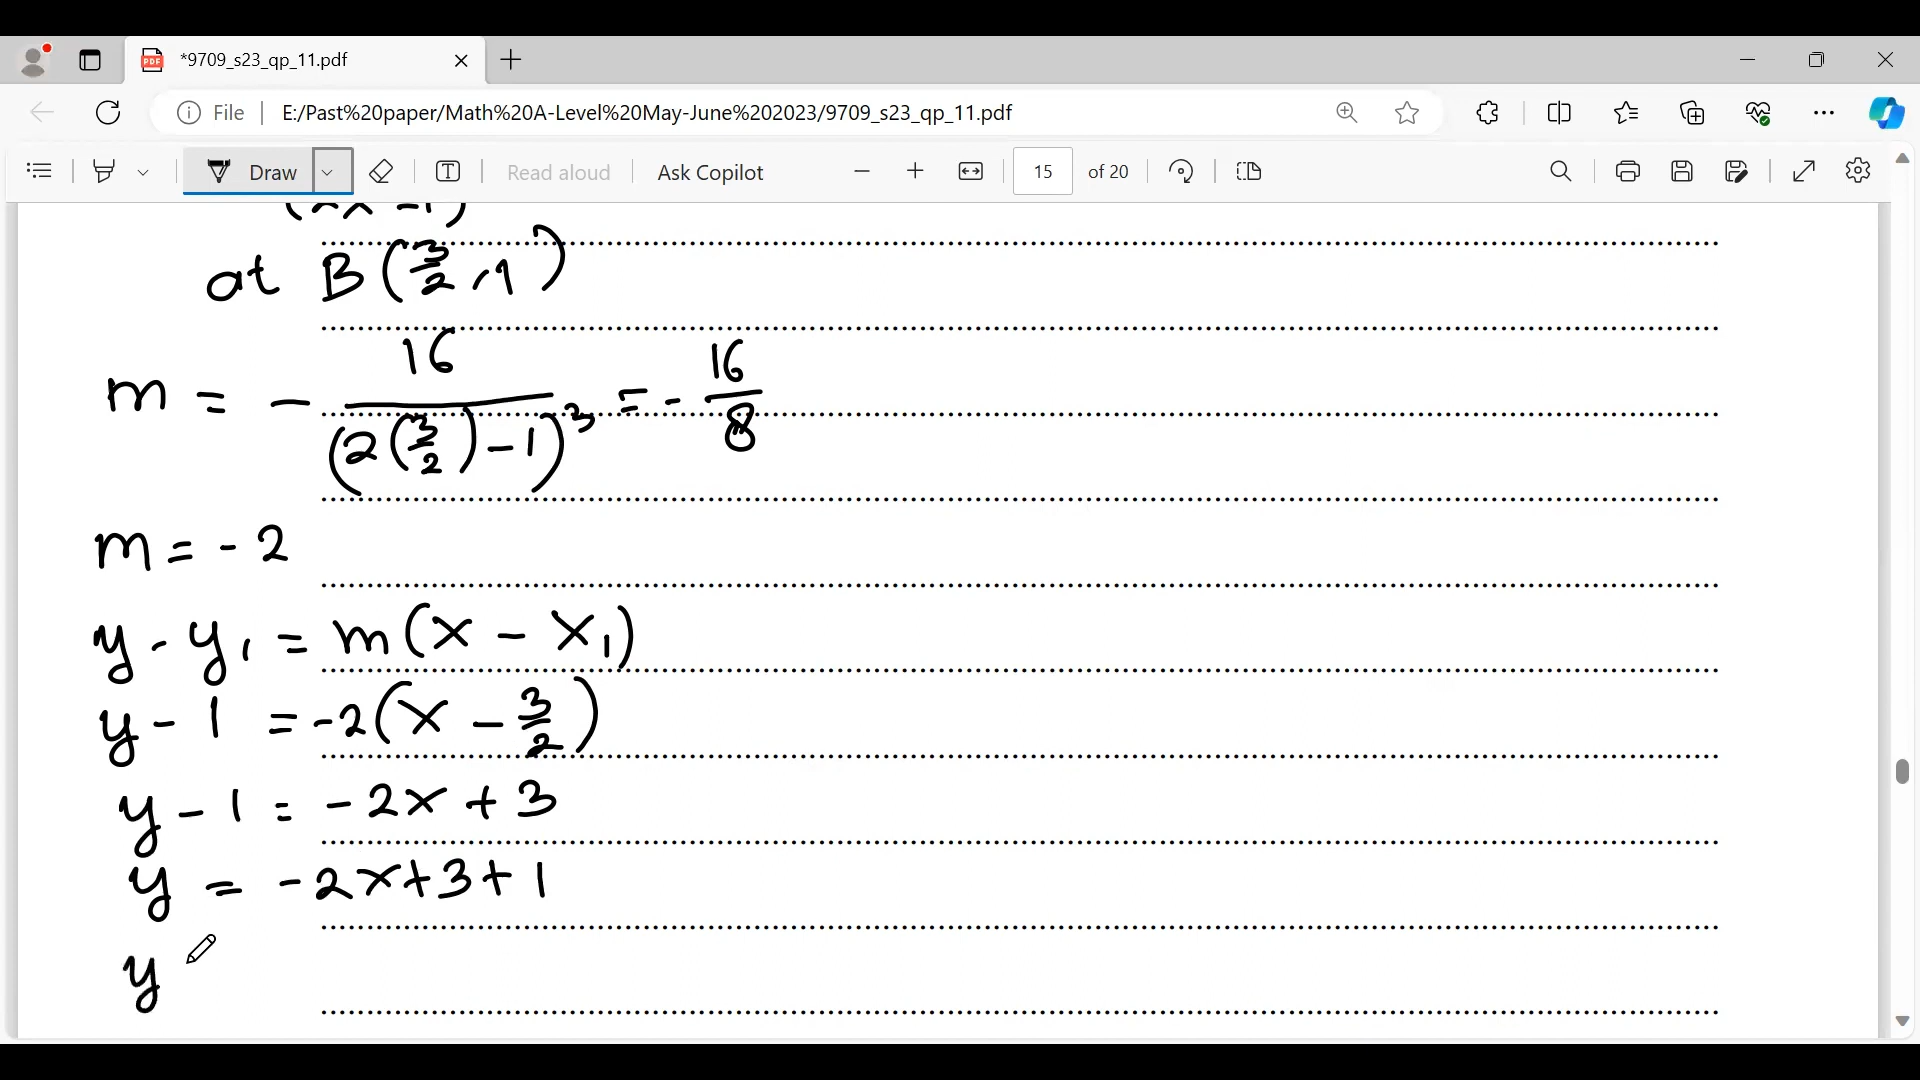 *9709_s23_qp_11.pdf
File | E:/Past%20paper/Math%20A-Level%20May-June%202023/9709_s23_qp_11.pdf
Draw Read aloud Ask Copilot 15 of 20
(2x - 1)
at B(3/2, 1)
m = - 16/(2(3/2) - 1)³ = - 16/8
m = - 2
y - y₁ = m(x - x₁)
y - 1 = -2(x - 3/2)
y - 1 = - 2x + 3
y = - 2x + 3 + 1
y